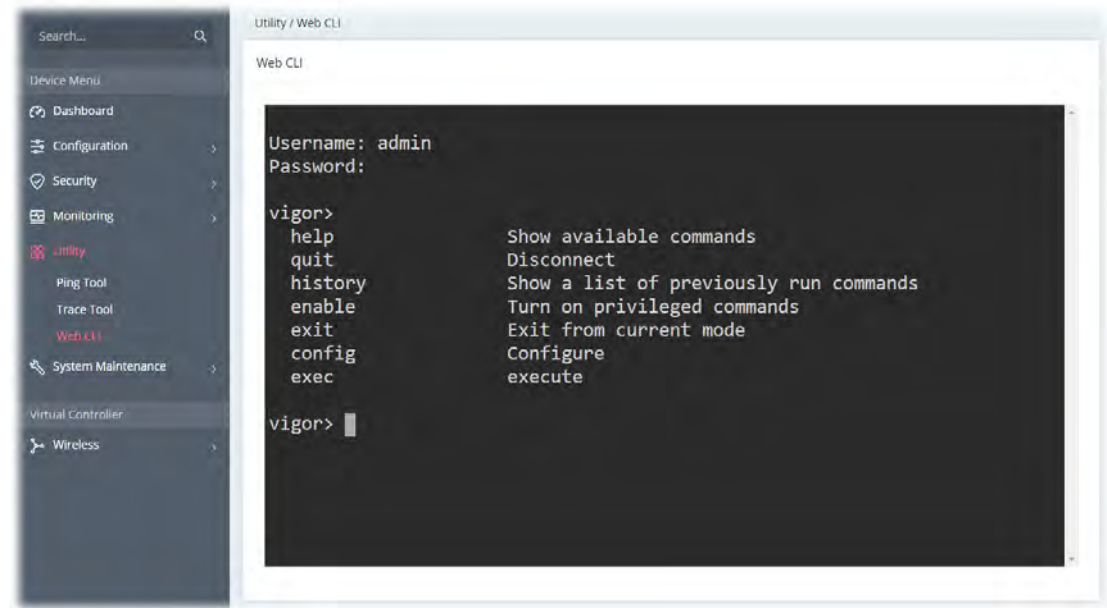 Search...
Device Menu
Dashboard
Configuration
Security
Monitoring
Utility
Ping Tool
Trace Tool
Web CLI
System Maintenance
Virtual Controller
Wireless
Utility / Web CLI
Web CLI
Username: admin
Password:
vigor>
help Show available commands
quit Disconnect
history Show a list of previously run commands
enable Turn on privileged commands
exit Exit from current mode
config Configure
exec execute
vigor>